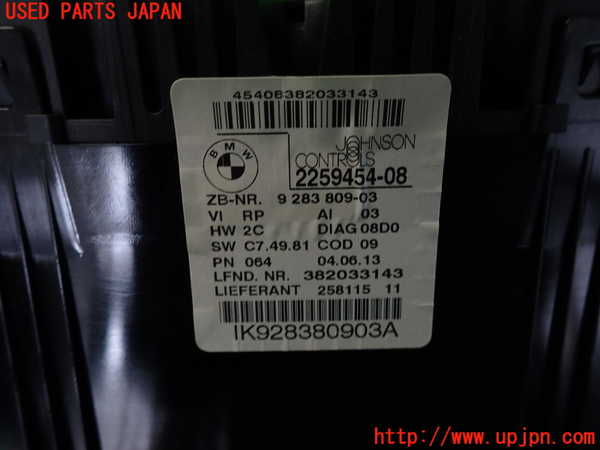 USED PARTS JAPAN
45406382033143
BMW
JOHNSON
CONTROLS
2259454-08
ZB-NR. 9 283 809-03
VI RP AI 03
HW 2C DIAG 08D0
SW C7.49.81 COD 09
PN 064 04.06.13
LFND. NR. 382033143
LIEFERANT 258115 11
IK928380903A
http://www.upjpn.com/